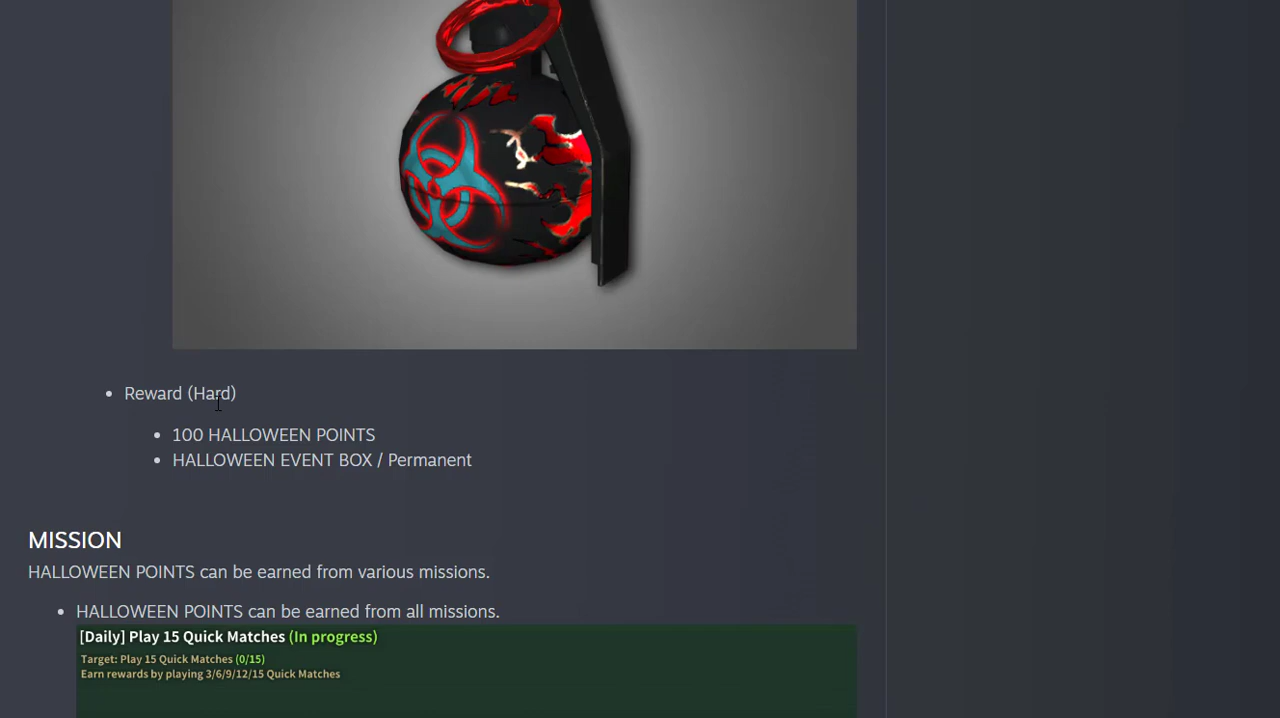 Reward (Hard)
100 HALLOWEEN POINTS
HALLOWEEN EVENT BOX / Permanent
MISSION
HALLOWEEN POINTS can be earned from various missions.
HALLOWEEN POINTS can be earned from all missions.
[Daily] Play 15 Quick Matches (In progress)
Target: Play 15 Quick Matches (0/15)
Earn rewards by playing 3/6/9/12/15 Quick Matches